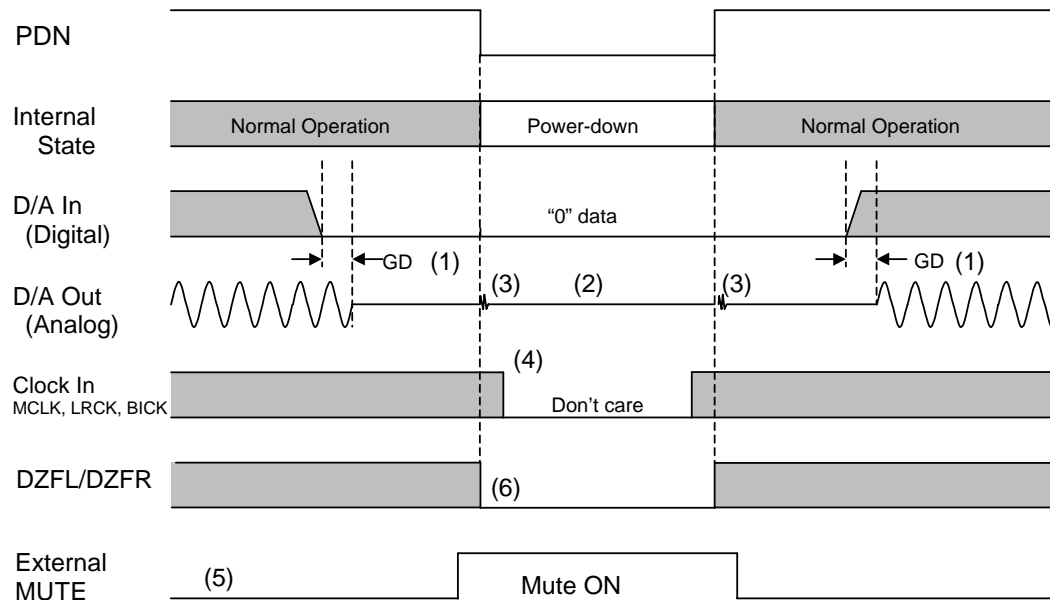 PDN
Internal
State
Normal Operation
Power-down
Normal Operation
D/A In
(Digital)
“0” data
GD (1)
GD (1)
D/A Out
(Analog)
(3)
(2)
(3)
Clock In
MCLK, LRCK, BICK
(4)
Don’t care
DZFL/DZFR
(6)
External
MUTE
(5)
Mute ON